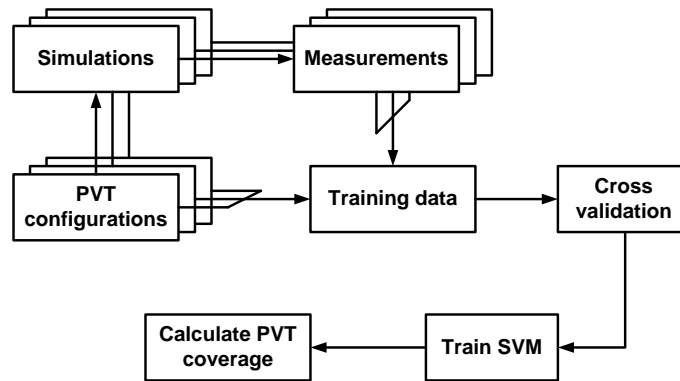 Simulations
Measurements
PVT
configurations
Training data
Cross
validation
Calculate PVT
coverage
Train SVM